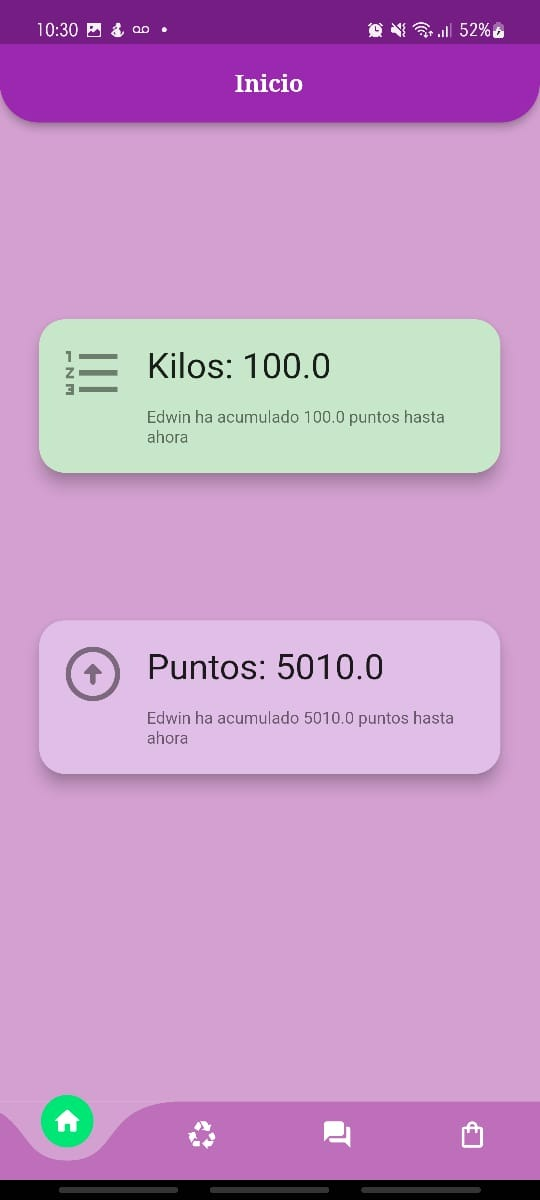 10:30
52%
Inicio
Kilos: 100.0
Edwin ha acumulado 100.0 puntos hasta
ahora
Puntos: 5010.0
Edwin ha acumulado 5010.0 puntos hasta
ahora